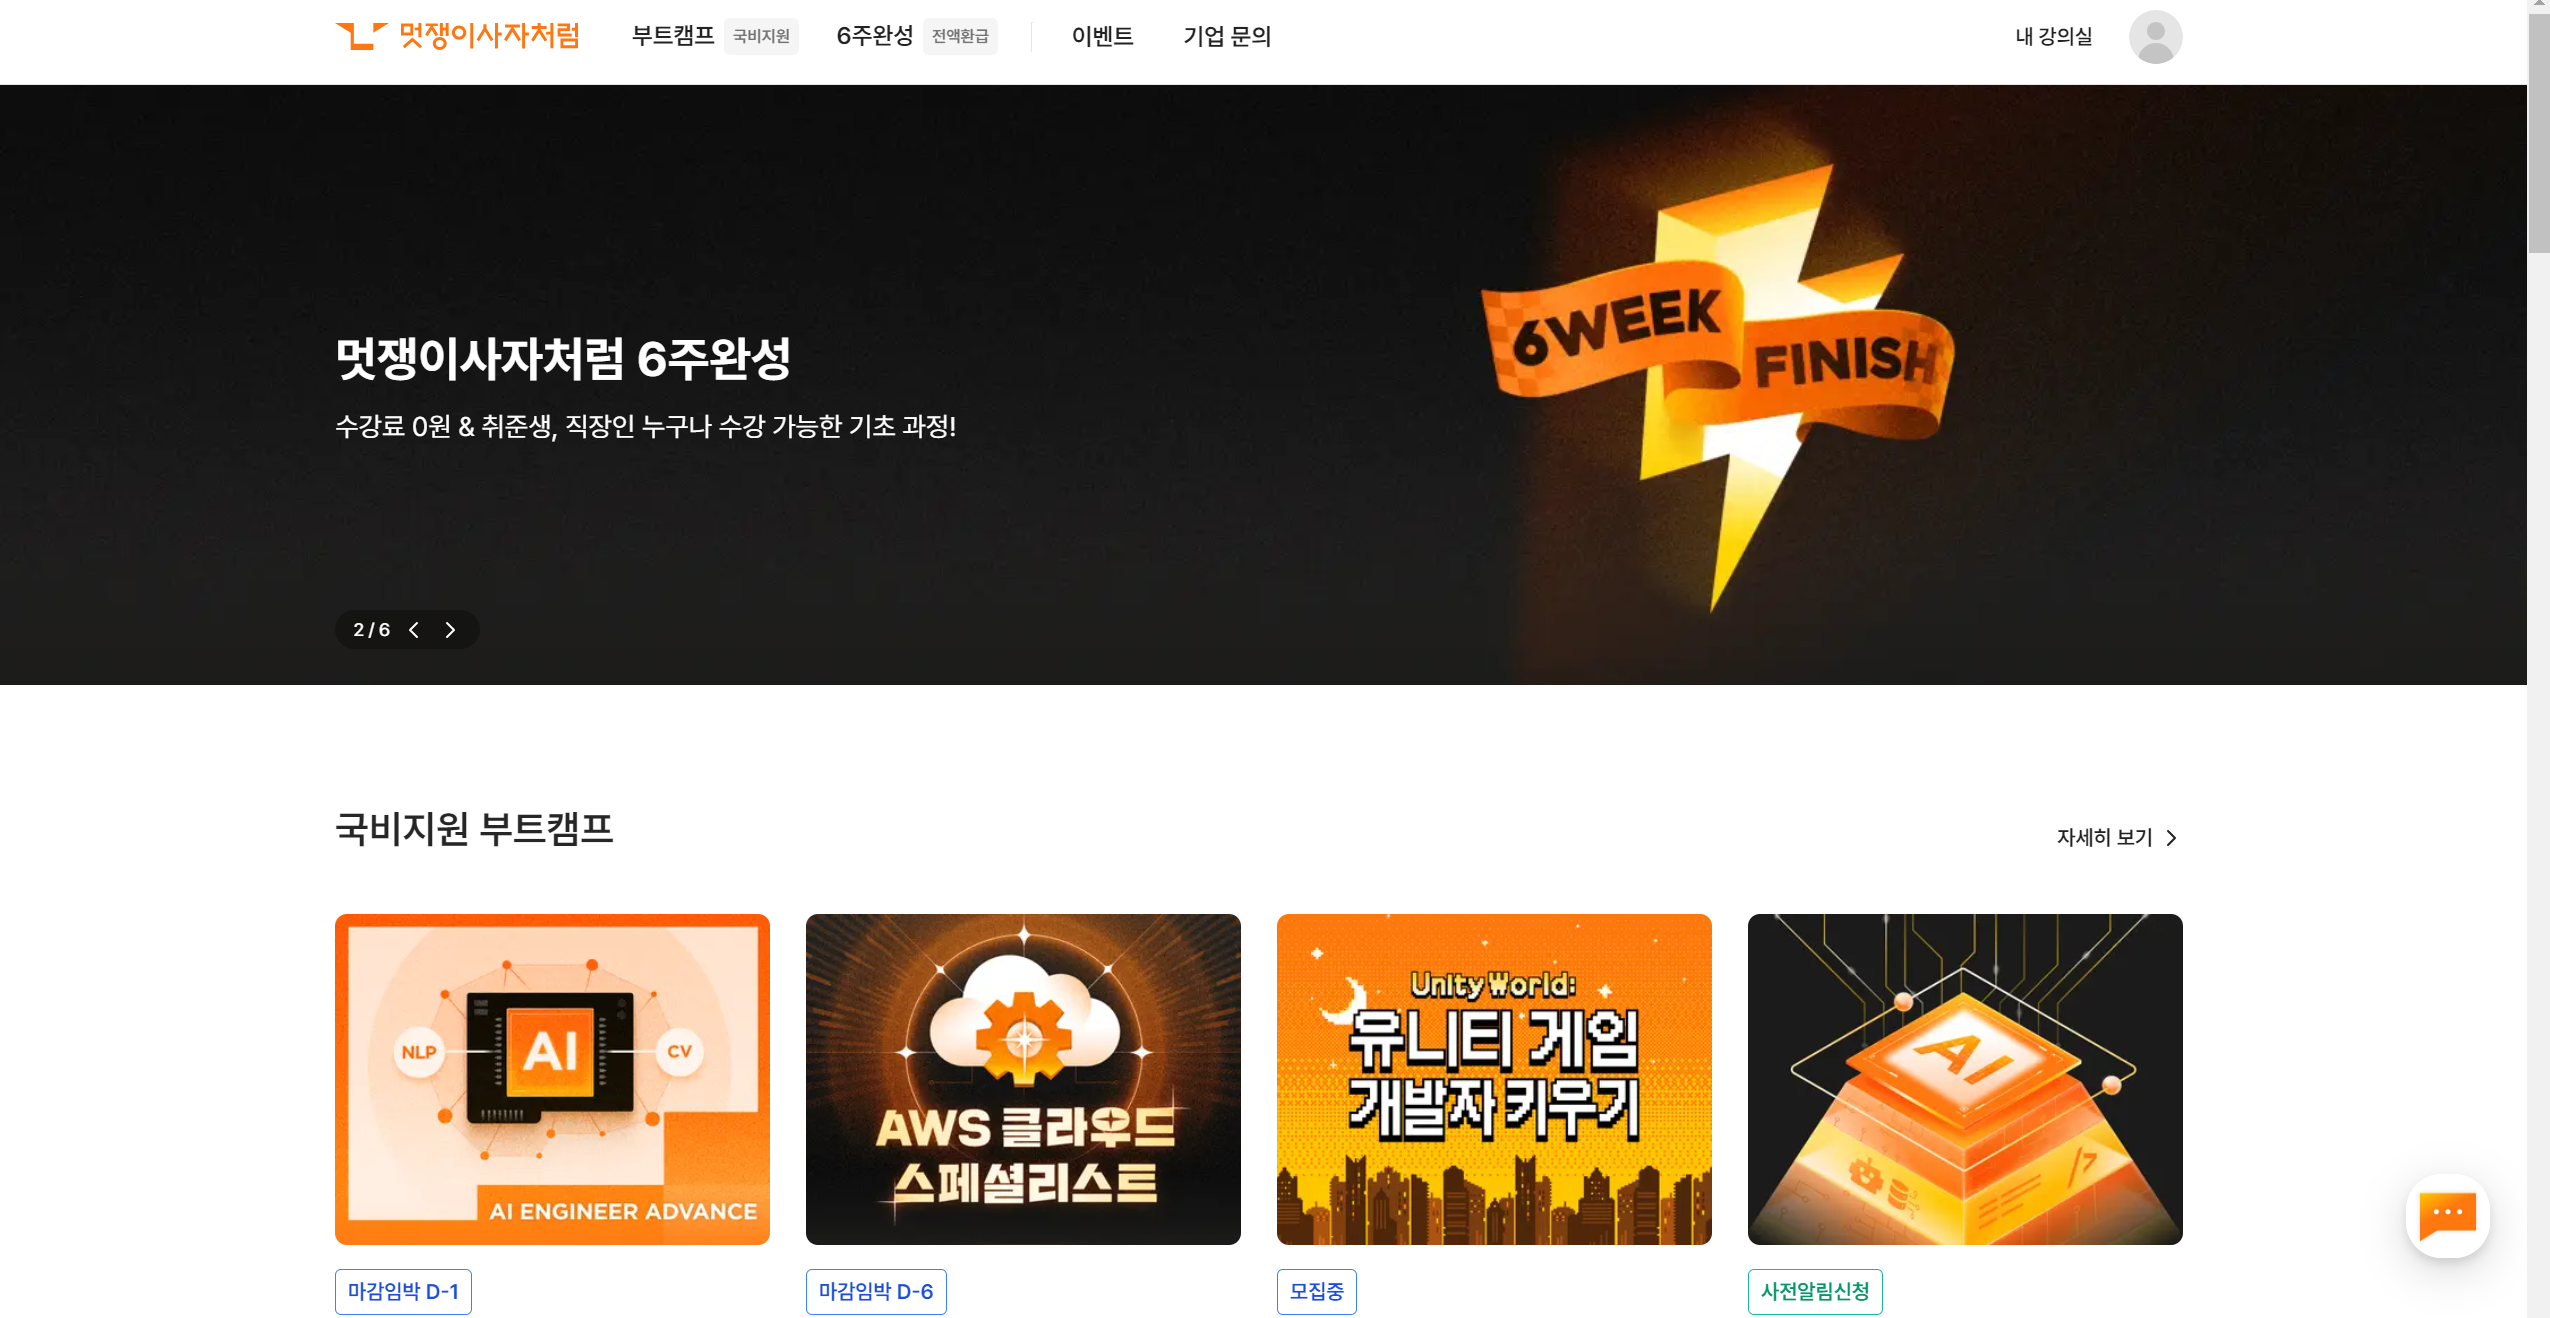 멋쟁이사자처럼
부트캠프 국비지원
6주완성 전액환급
이벤트
기업 문의
내 강의실
멋쟁이사자처럼 6주완성
수강료 0원 & 취준생, 직장인 누구나 수강 가능한 기초 과정!
6WEEK
FINISH
2 / 6
국비지원 부트캠프
자세히 보기
NLP
AI
CV
AI ENGINEER ADVANCE
마감임박 D-1
AWS 클라우드
스페셜리스트
마감임박 D-6
Unity World:
유니티 게임
개발자 키우기
모집중
AI
사전알림신청